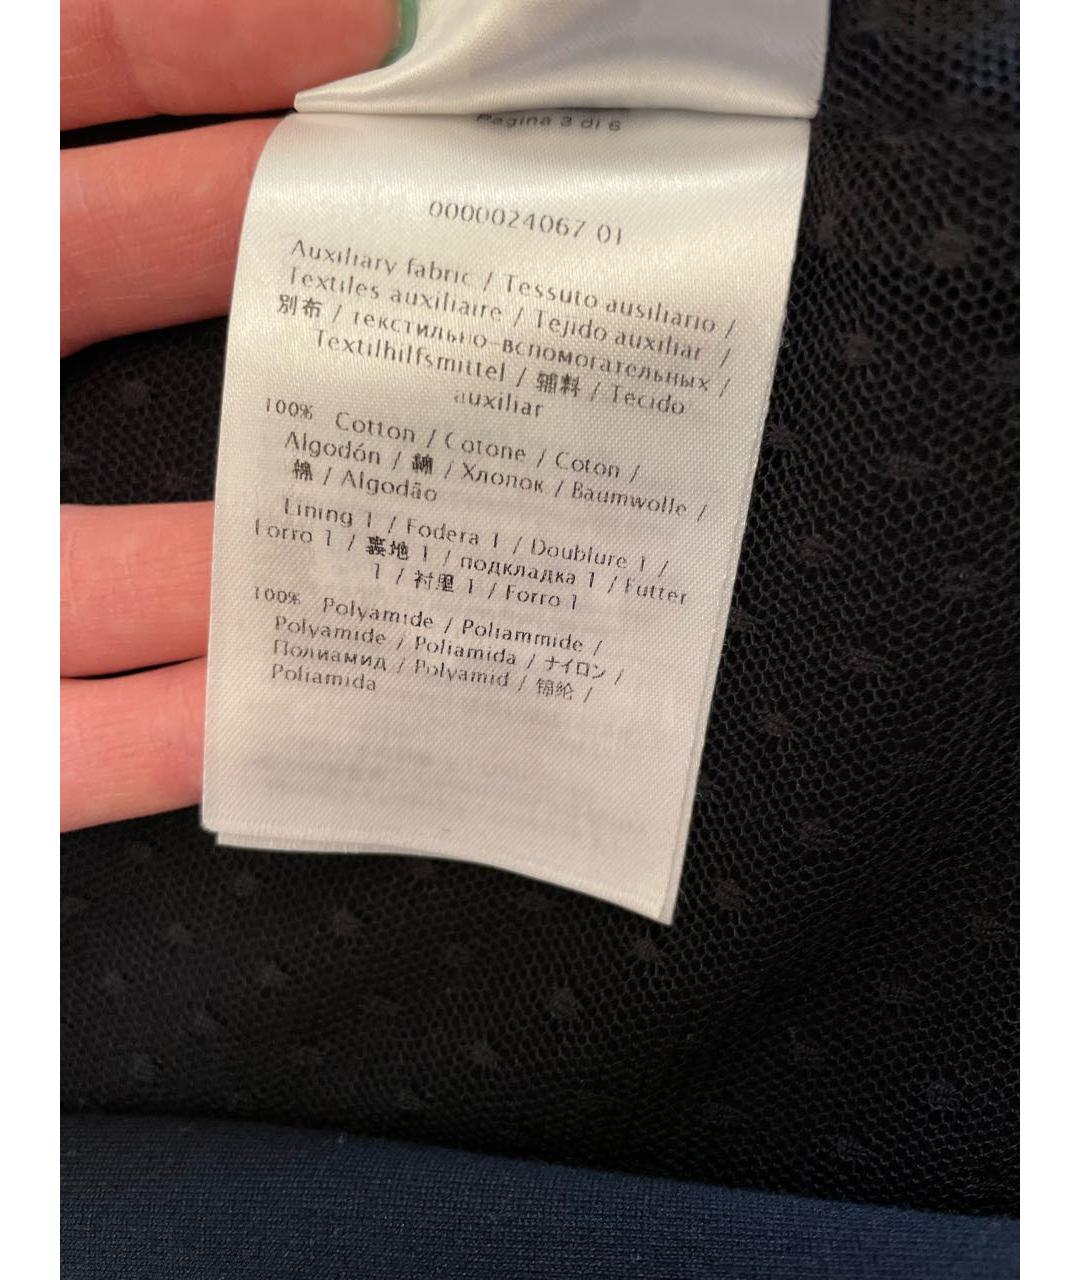 Pagina 3 di 6
0000024067 01
Auxiliary fabric / Tessuto ausiliario /
Textiles auxiliaire / Tejido auxiliar /
別布 / текстильно-вспомогательных /
Textilhilfsmittel / 辅料 / Tecido
auxiliar
100% Cotton / Cotone / Coton /
Algodón / 綿 / Хлопок / Baumwolle /
棉 / Algodão
Lining 1 / Fodera 1 / Doublure 1 /
Forro 1 / 裏地 1 / подкладка 1 / Futter
1 / 衬里 1 / Forro 1
100% Polyamide / Poliammide /
Polyamide / Poliamida / ナイロン /
Полиамид / Polyamid / 锦纶 /
Poliamida